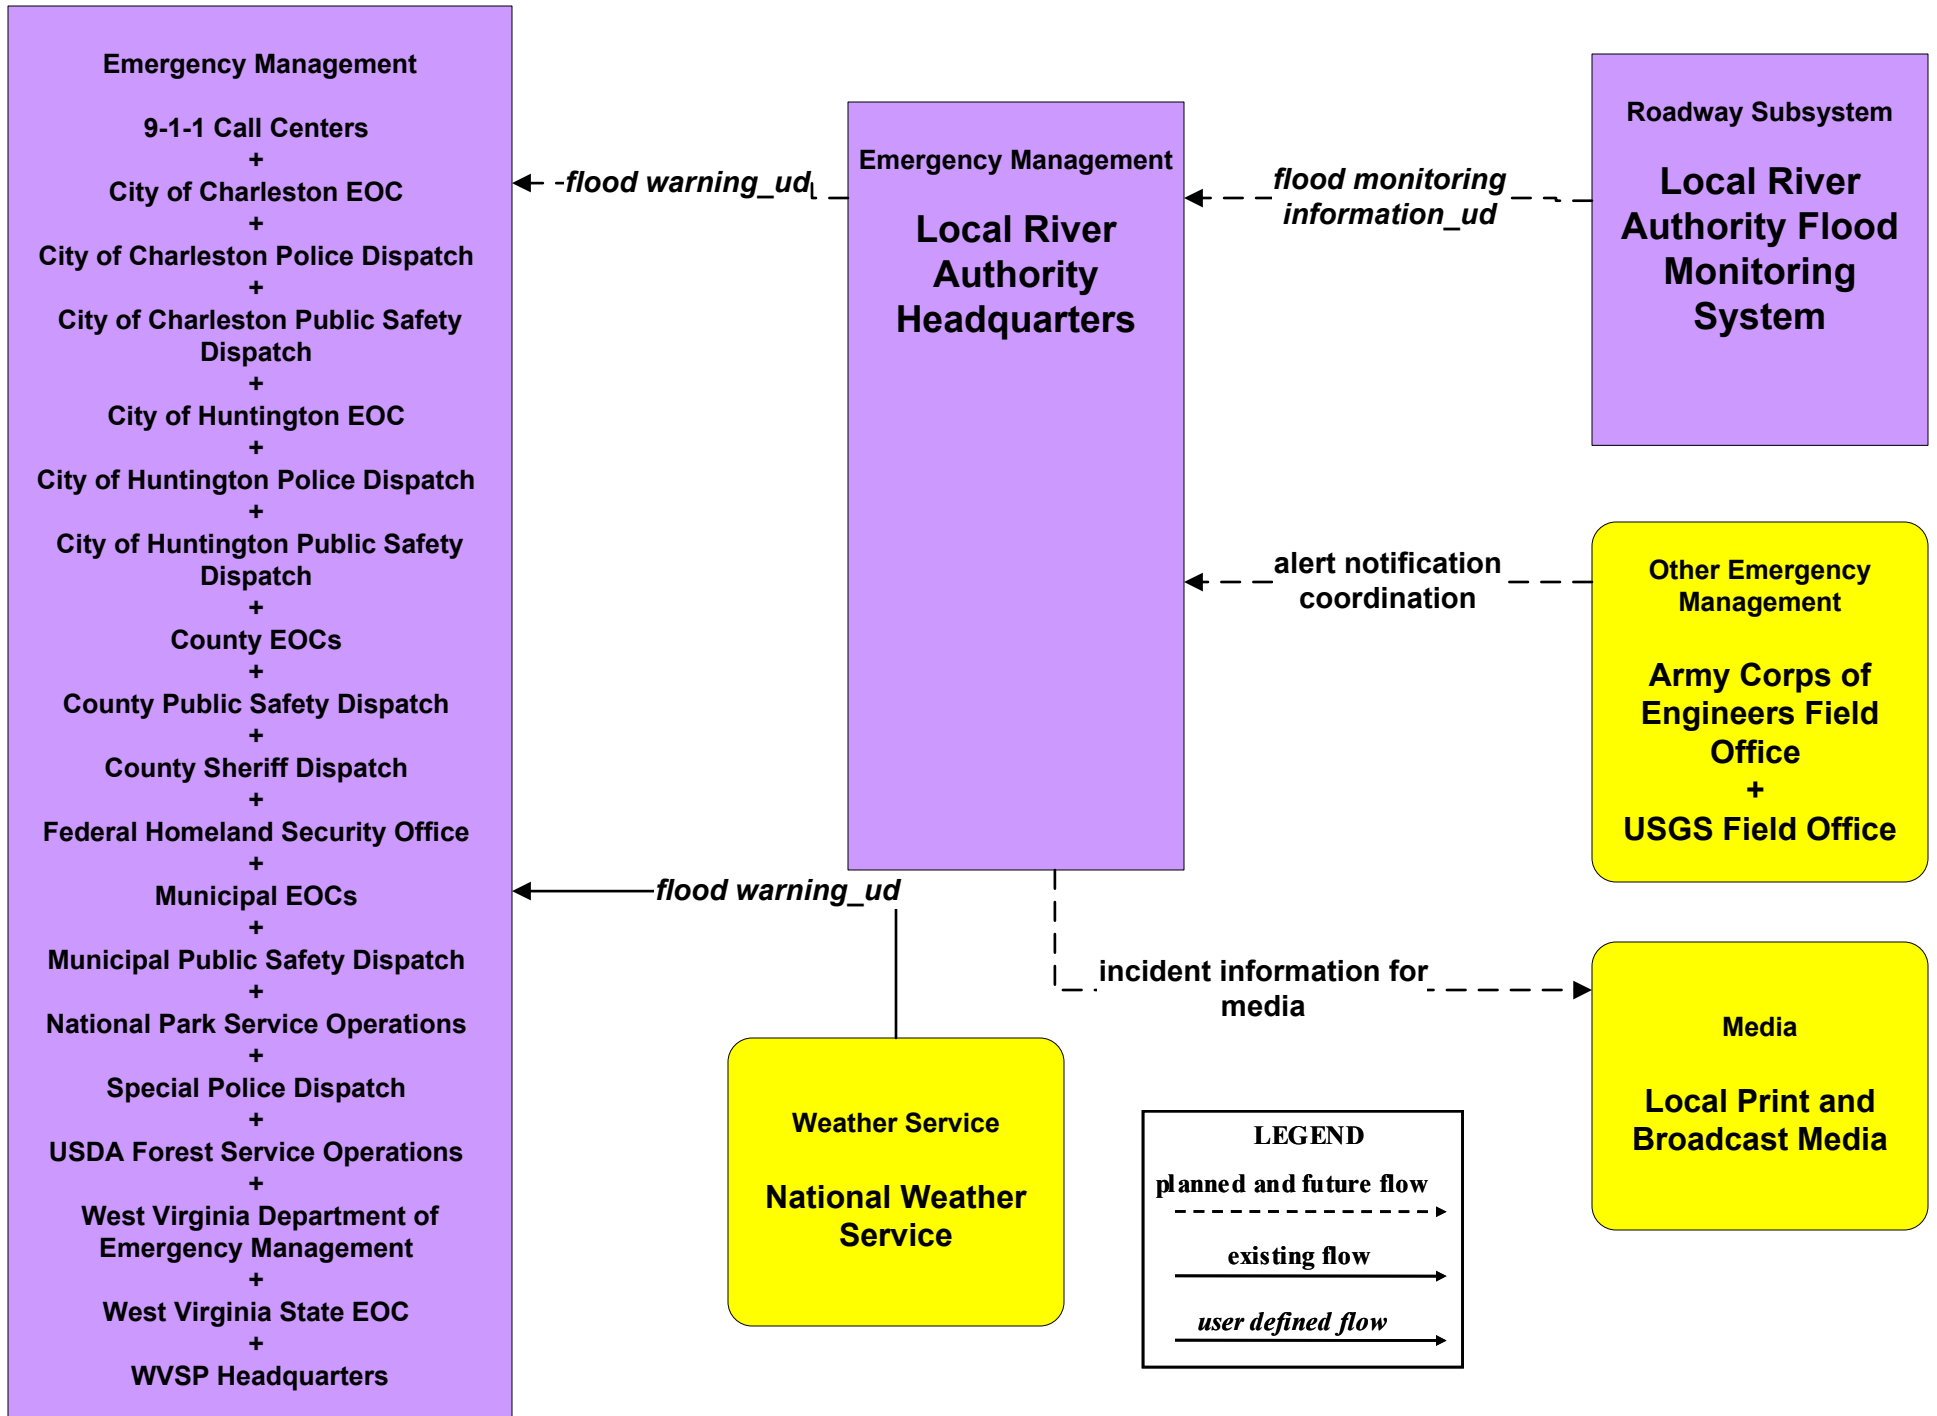 Emergency Management
9-1-1 Call Centers
+
City of Charleston EOC
+
City of Charleston Police Dispatch
+
City of Charleston Public Safety
Dispatch
+
City of Huntington EOC
+
City of Huntington Police Dispatch
+
City of Huntington Public Safety
Dispatch
+
County EOCs
+
County Public Safety Dispatch
+
County Sheriff Dispatch
+
Federal Homeland Security Office
+
Municipal EOCs
+
Municipal Public Safety Dispatch
+
National Park Service Operations
+
Special Police Dispatch
+
USDA Forest Service Operations
+
West Virginia Department of
Emergency Management
+
West Virginia State EOC
+
WVSP Headquarters
flood warning_ud
Emergency Management
Local River
Authority
Headquarters
flood monitoring
information_ud
Roadway Subsystem
Local River
Authority Flood
Monitoring
System
alert notification
coordination
Other Emergency
Management
Army Corps of
Engineers Field
Office
+
USGS Field Office
flood warning_ud
incident information for
media
Media
Local Print and
Broadcast Media
Weather Service
National Weather
Service
LEGEND
planned and future flow
existing flow
user defined flow